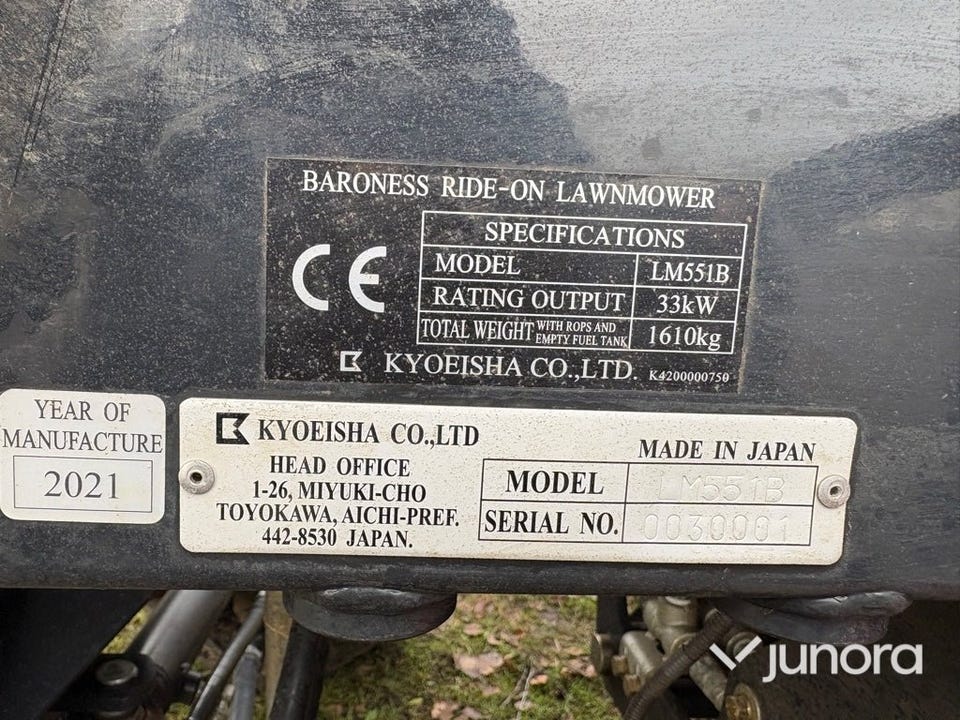 BARONESS RIDE-ON LAWNMOWER
SPECIFICATIONS
MODEL LM551B
RATING OUTPUT 33kW
TOTAL WEIGHT WITH ROPS AND EMPTY FUEL TANK 1610kg
CE
KYOEISHA CO.,LTD. K4200000750
YEAR OF
MANUFACTURE
2021
KYOEISHA CO.,LTD
HEAD OFFICE
1-26, MIYUKI-CHO
TOYOKAWA, AICHI-PREF.
442-8530 JAPAN.
MADE IN JAPAN
MODEL LM551B
SERIAL NO. 0030001
junora